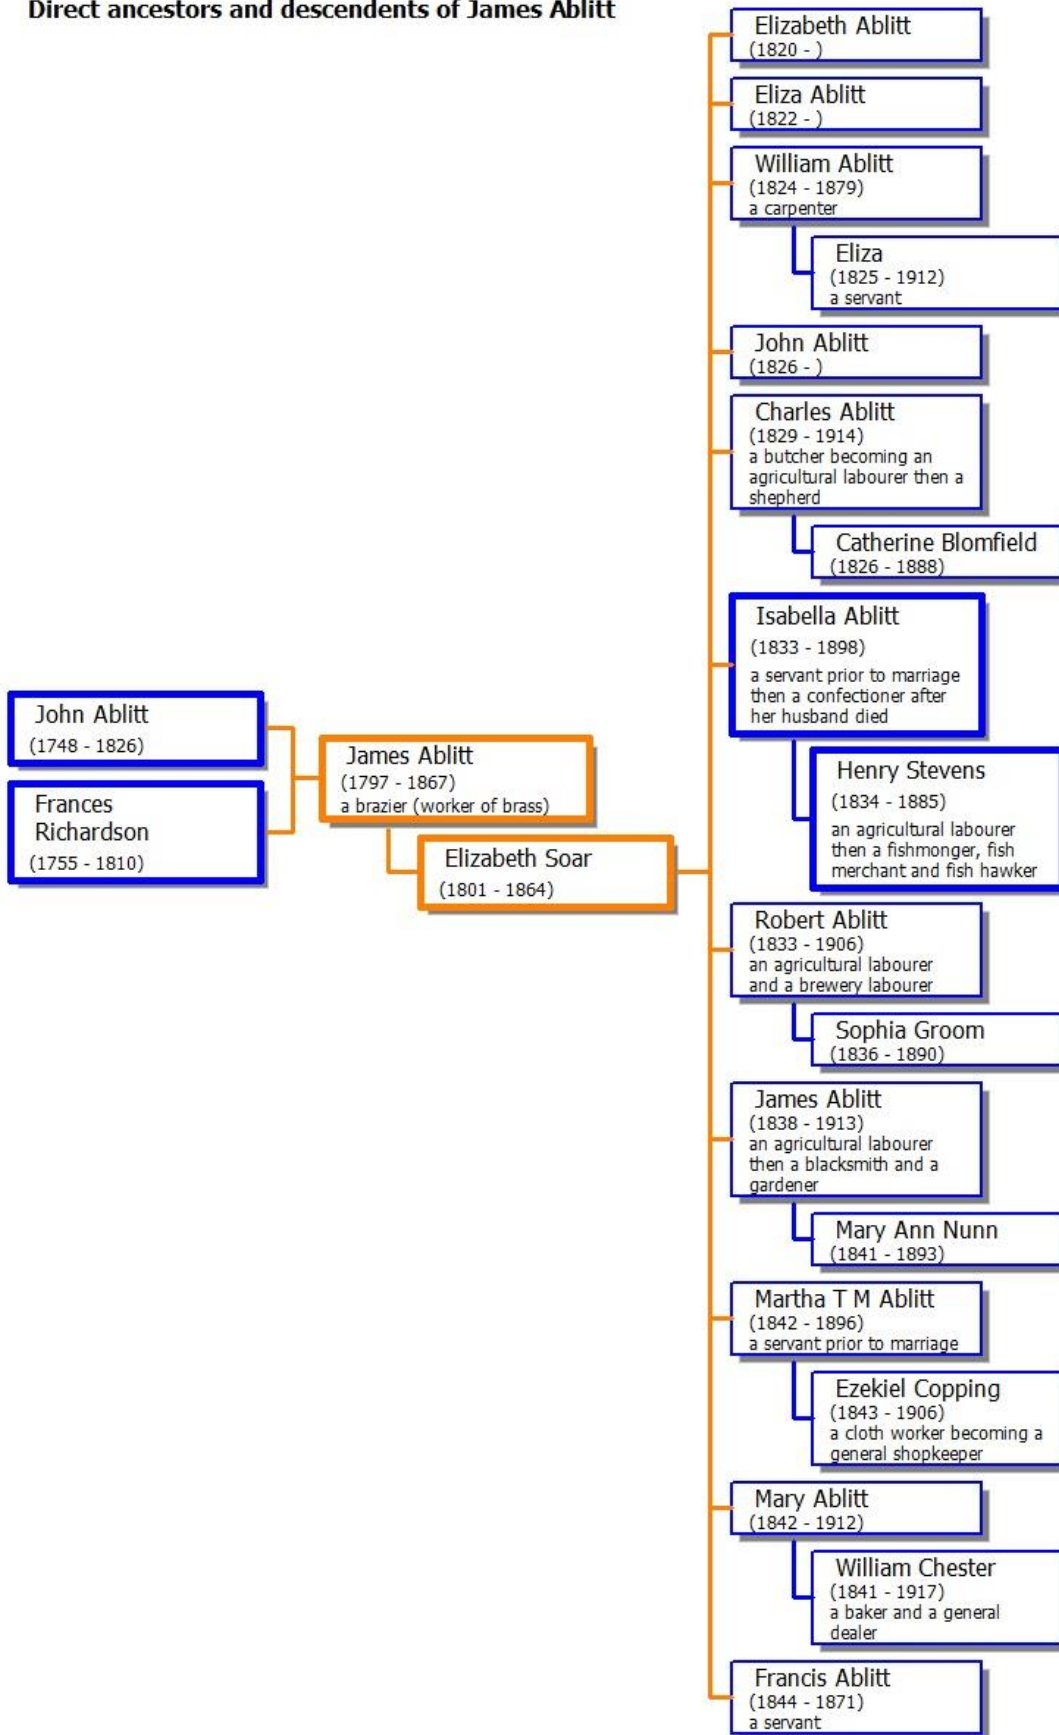 Direct ancestors and descendents of James Ablitt
John Ablitt
(1748 - 1826)
Frances
Richardson
(1755 - 1810)
James Ablitt
(1797 - 1867)
a brazier (worker of brass)
Elizabeth Soar
(1801 - 1864)
Elizabeth Ablitt
(1820 - )
Eliza Ablitt
(1822 - )
William Ablitt
(1824 - 1879)
a carpenter
Eliza
(1825 - 1912)
a servant
John Ablitt
(1826 - )
Charles Ablitt
(1829 - 1914)
a butcher becoming an
agricultural labourer then a
shepherd
Catherine Blomfield
(1826 - 1888)
Isabella Ablitt
(1833 - 1898)
a servant prior to marriage
then a confectioner after
her husband died
Henry Stevens
(1834 - 1885)
an agricultural labourer
then a fishmonger, fish
merchant and fish hawker
Robert Ablitt
(1833 - 1906)
an agricultural labourer
and a brewery labourer
Sophia Groom
(1836 - 1890)
James Ablitt
(1838 - 1913)
an agricultural labourer
then a blacksmith and a
gardener
Mary Ann Nunn
(1841 - 1893)
Martha T M Ablitt
(1842 - 1896)
a servant prior to marriage
Ezekiel Copping
(1843 - 1906)
a cloth worker becoming a
general shopkeeper
Mary Ablitt
(1842 - 1912)
William Chester
(1841 - 1917)
a baker and a general
dealer
Francis Ablitt
(1844 - 1871)
a servant